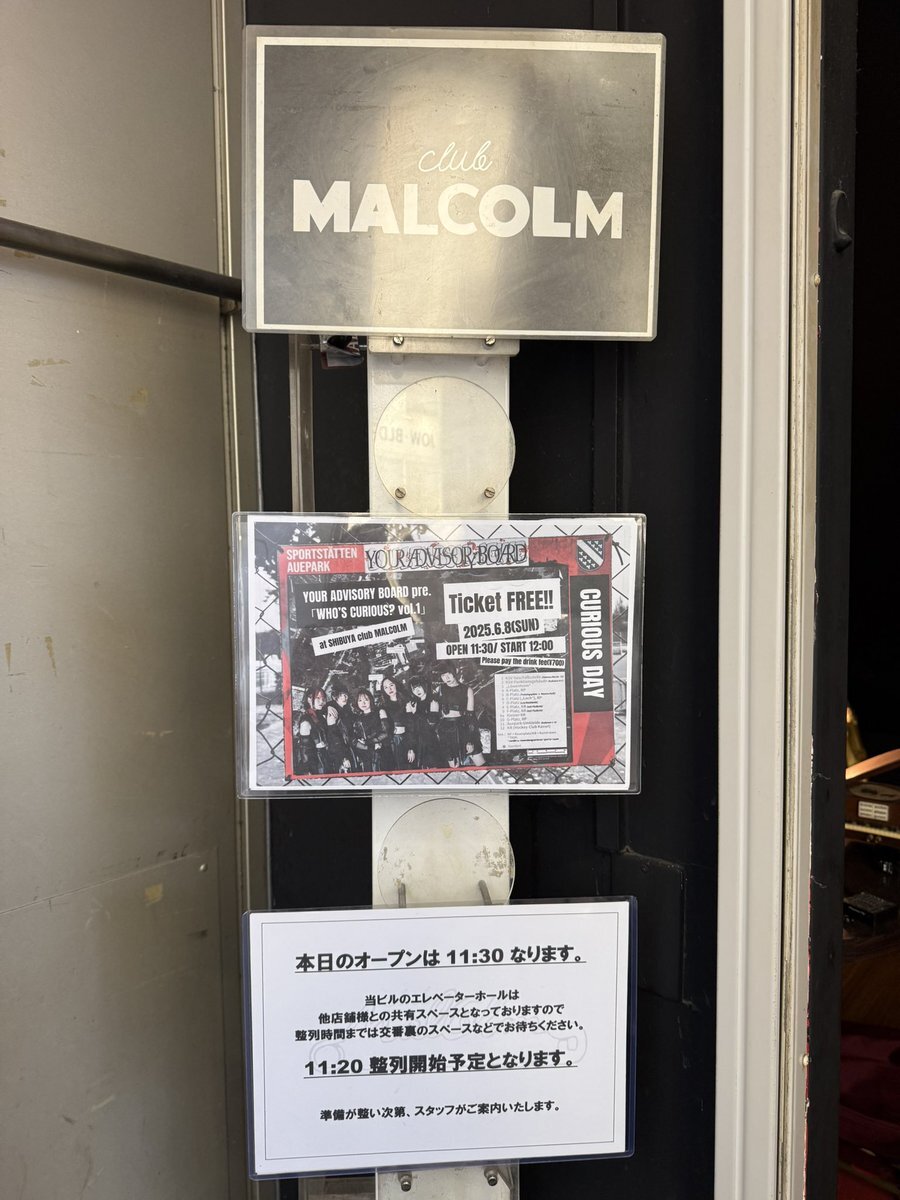 club
MALCOLM
SPORTSTÄTTEN
AUEPARK
YOUR ADVISORY BOARD
YOUR ADVISORY BOARD pre.
「WHO'S CURIOUS? vol.1」
at SHIBUYA club MALCOLM
Ticket FREE!!
2025.6.8(SUN)
OPEN 11:30/ START 12:00
Please pay the drink fee(¥700)
CURIOUS DAY
本日のオープンは 11:30 なります。
当ビルのエレベーターホールは
他店舗様との共有スペースとなっておりますので
整列時間までは交番裏のスペースなどでお待ちください。
11:20 整列開始予定となります。
準備が整い次第、スタッフがご案内いたします。